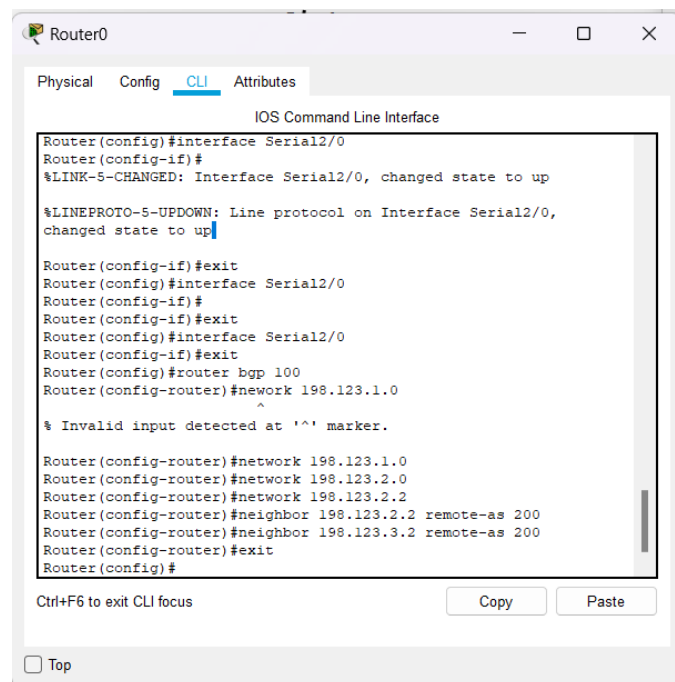 Router0
Physical Config CLI Attributes
IOS Command Line Interface
Router(config)#interface Serial2/0
Router(config-if)#
%LINK-5-CHANGED: Interface Serial2/0, changed state to up
%LINEPROTO-5-UPDOWN: Line protocol on Interface Serial2/0,
changed state to up
Router(config-if)#exit
Router(config)#interface Serial2/0
Router(config-if)#
Router(config-if)#exit
Router(config)#interface Serial2/0
Router(config-if)#exit
Router(config)#router bgp 100
Router(config-router)#nework 198.123.1.0
^
% Invalid input detected at '^' marker.
Router(config-router)#network 198.123.1.0
Router(config-router)#network 198.123.2.0
Router(config-router)#network 198.123.2.2
Router(config-router)#neighbor 198.123.2.2 remote-as 200
Router(config-router)#neighbor 198.123.3.2 remote-as 200
Router(config-router)#exit
Router(config)#
Ctrl+F6 to exit CLI focus
Copy
Paste
Top